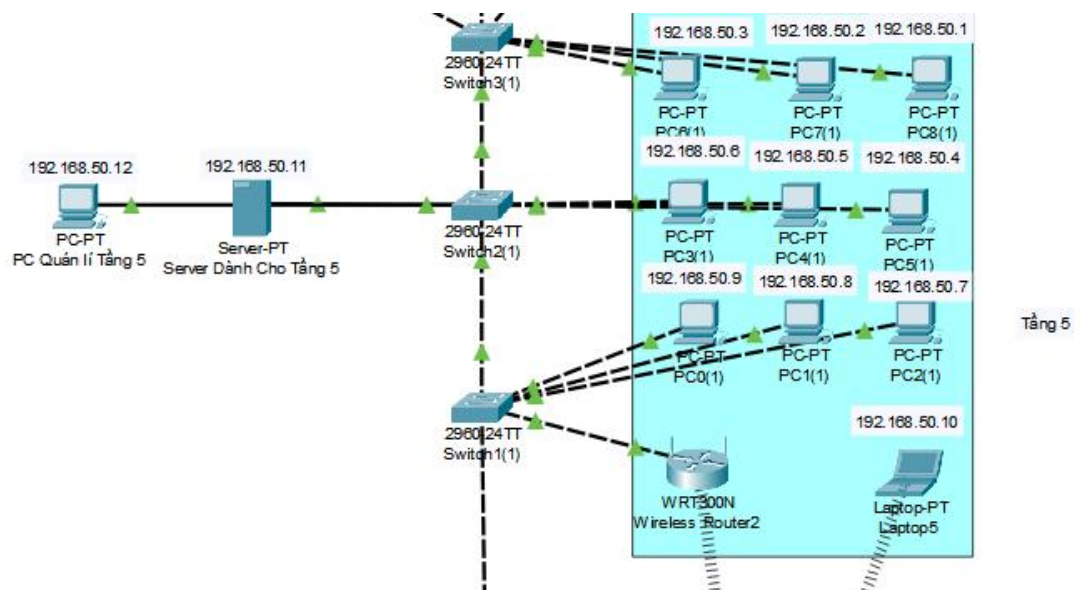 192.168.50.3
192.168.50.2
192.168.50.1
2960-24TT
Switch3(1)
PC-PT
PC6(1)
PC-PT
PC7(1)
PC-PT
PC8(1)
192.168.50.12
192.168.50.11
192.168.50.6
192.168.50.5
192.168.50.4
PC-PT
PC Quản lí Tầng 5
Server-PT
Server Dành Cho Tầng 5
2960-24TT
Switch2(1)
PC-PT
PC3(1)
PC-PT
PC4(1)
PC-PT
PC5(1)
192.168.50.9
192.168.50.8
192.168.50.7
Tầng 5
PC-PT
PC0(1)
PC-PT
PC1(1)
PC-PT
PC2(1)
2960-24TT
Switch1(1)
192.168.50.10
WRT300N
Wireless Router2
Laptop-PT
Laptop5